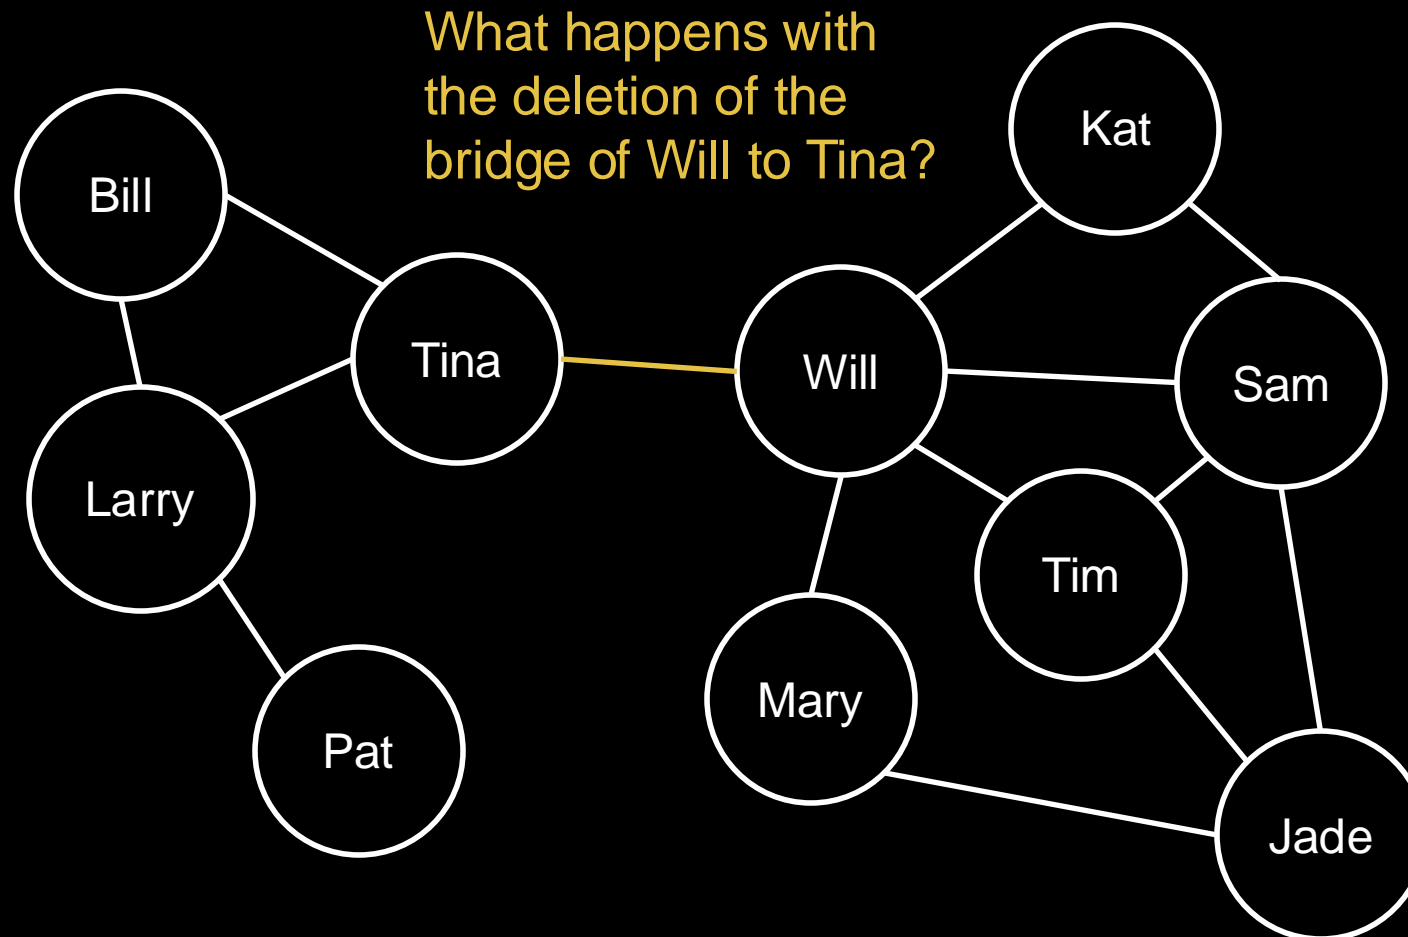 What happens with
the deletion of the
bridge of Will to Tina?
Kat
Bill
Tina
Will
Sam
Larry
Tim
Mary
Pat
Jade